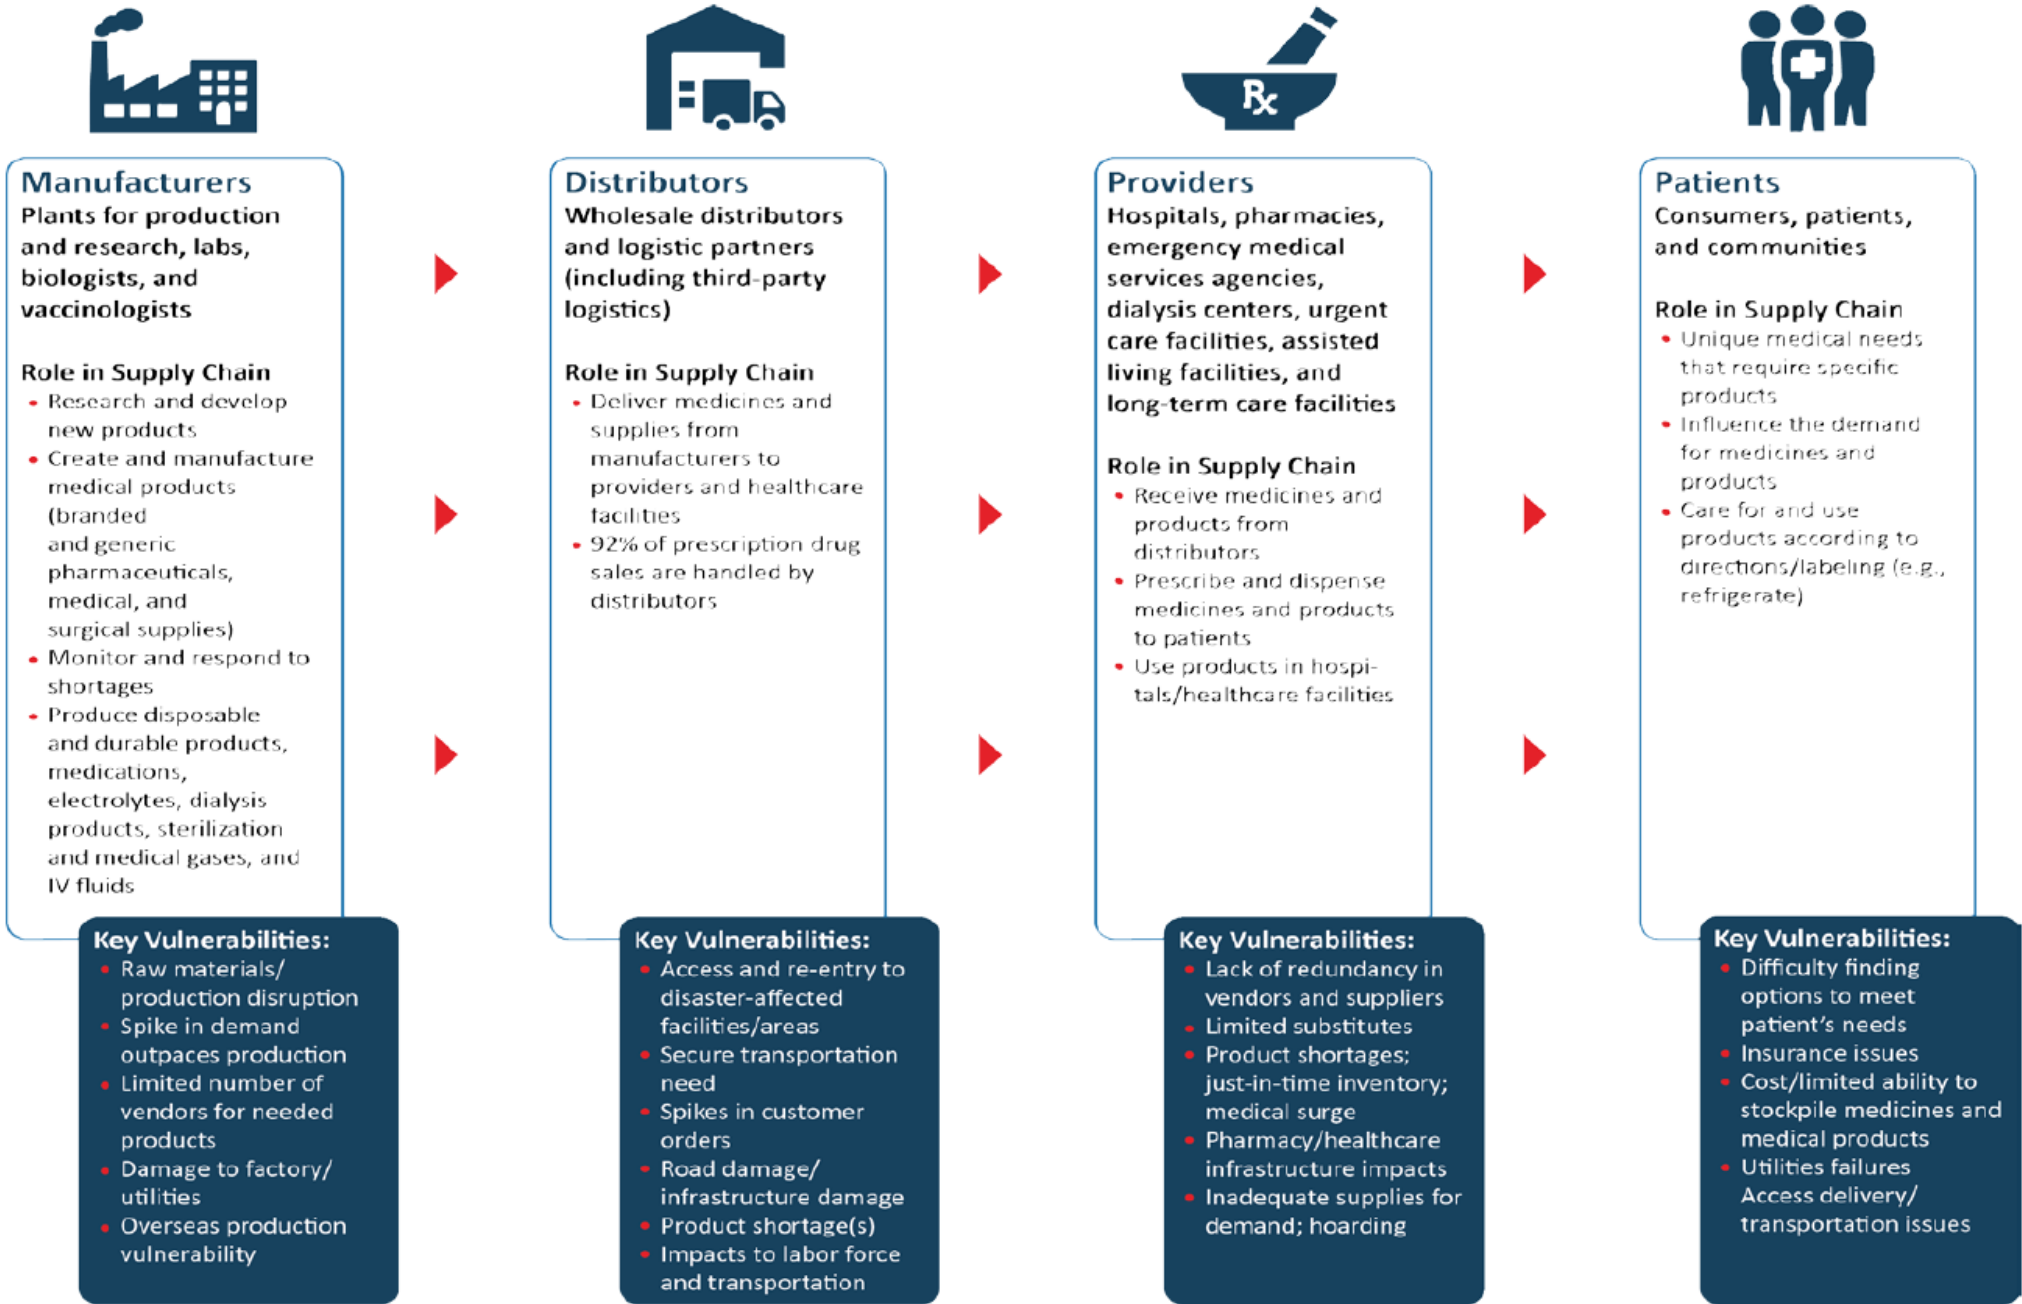 Rx
Manufacturers
Plants for production
and research, labs,
biologists, and
vaccinologists
Role in Supply Chain
• Research and develop
new products
• Create and manufacture
medical products
(branded
and generic
pharmaceuticals,
medical, and
surgical supplies)
• Monitor and respond to
shortages
• Produce disposable
and durable products,
medications,
electrolytes, dialysis
products, sterilization
and medical gases, and
IV fluids
Key Vulnerabilities:
• Raw materials/
production disruption
• Spike in demand
outpaces production
• Limited number of
vendors for needed
products
• Damage to factory/
utilities
• Overseas production
vulnerability
Distributors
Wholesale distributors
and logistic partners
(including third-party
logistics)
Role in Supply Chain
• Deliver medicines and
supplies from
manufacturers to
providers and healthcare
facilities
• 92% of prescription drug
sales are handled by
distributors
Key Vulnerabilities:
• Access and re-entry to
disaster-affected
facilities/areas
• Secure transportation
need
• Spikes in customer
orders
• Road damage/
infrastructure damage
• Product shortage(s)
• Impacts to labor force
and transportation
Providers
Hospitals, pharmacies,
emergency medical
services agencies,
dialysis centers, urgent
care facilities, assisted
living facilities, and
long-term care facilities
Role in Supply Chain
• Receive medicines and
products from
distributors
• Prescribe and dispense
medicines and products
to patients
• Use products in hospi-
tals/healthcare facilities
Key Vulnerabilities:
• Lack of redundancy in
vendors and suppliers
• Limited substitutes
• Product shortages;
just-in-time inventory;
medical surge
• Pharmacy/healthcare
infrastructure impacts
• Inadequate supplies for
demand; hoarding
Patients
Consumers, patients,
and communities
Role in Supply Chain
• Unique medical needs
that require specific
products
• Influence the demand
for medicines and
products
• Care for and use
products according to
directions/labeling (e.g.,
refrigerate)
Key Vulnerabilities:
• Difficulty finding
options to meet
patient's needs
• Insurance issues
• Cost/limited ability to
stockpile medicines and
medical products
• Utilities failures
Access delivery/
transportation issues